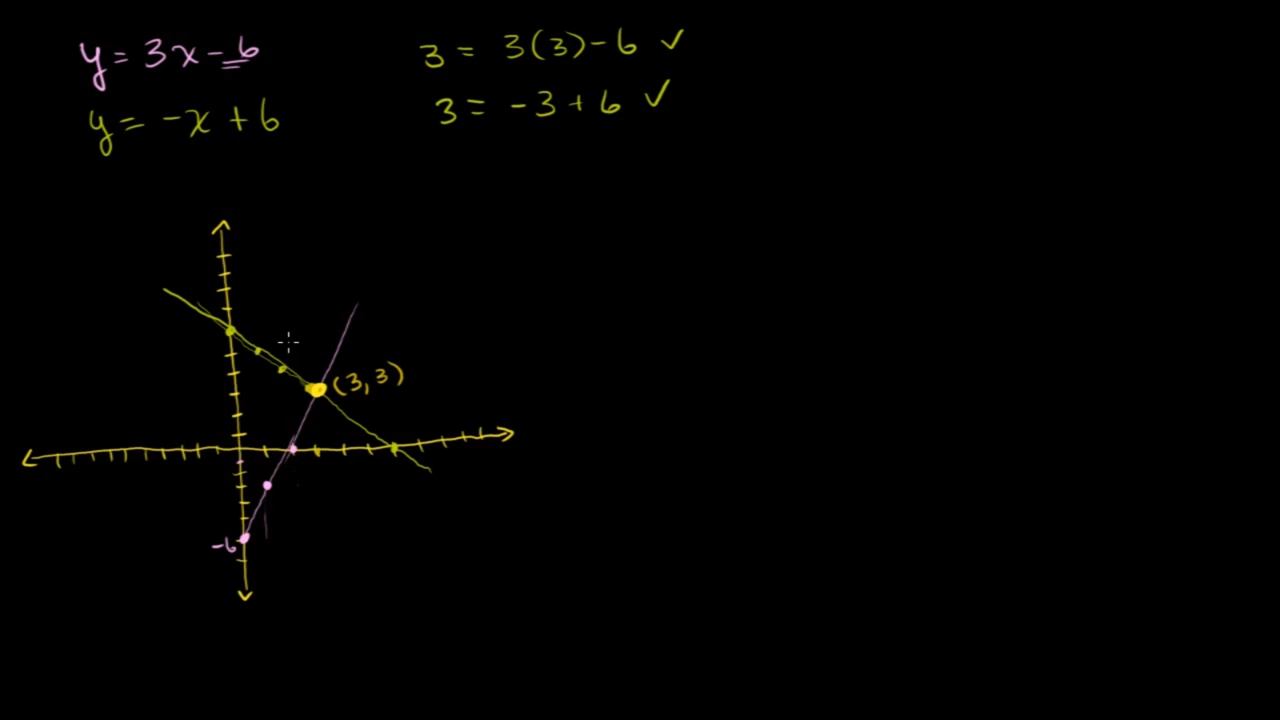 y = 3x - 6
3 = 3(3) - 6 ✓
y = -x + 6
3 = -3 + 6 ✓
(3,3)
-6